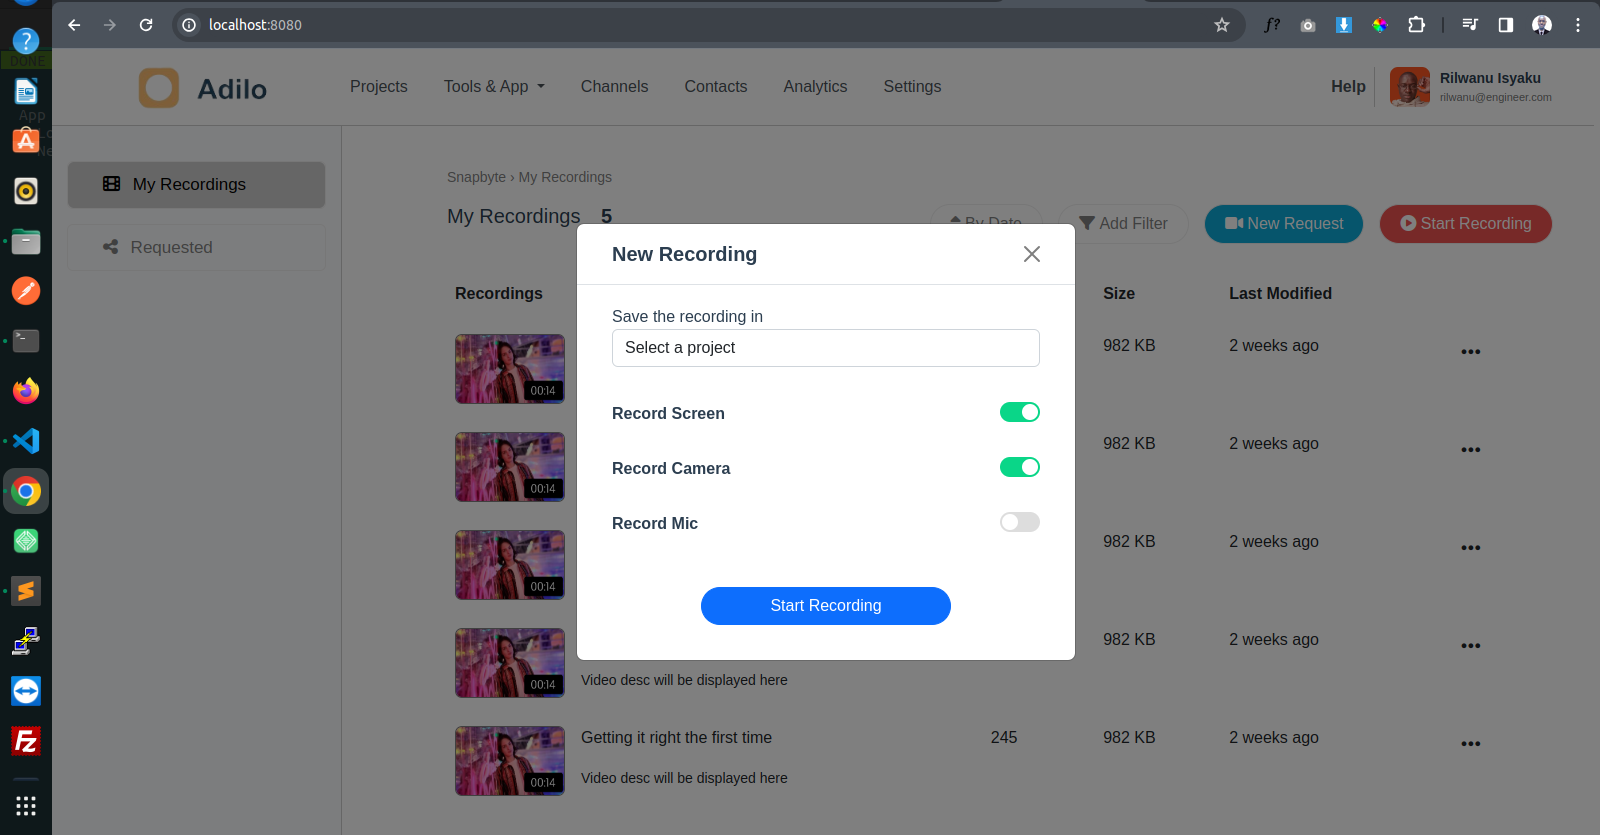 localhost:8080
f?
DONE
App
Adilo
Projects
Tools & App
Channels
Contacts
Analytics
Settings
Help
Rilwanu Isyaku
rilwanu@engineer.com
My Recordings
Requested
Snapbyte › My Recordings
My Recordings 5
By Date
Add Filter
New Request
Start Recording
Recordings
Size
Last Modified
New Recording
Save the recording in
Select a project
Record Screen
Record Camera
Record Mic
Start Recording
00:14
982 KB
2 weeks ago
00:14
982 KB
2 weeks ago
00:14
982 KB
2 weeks ago
00:14
982 KB
2 weeks ago
Video desc will be displayed here
00:14
Getting it right the first time
245
982 KB
2 weeks ago
Video desc will be displayed here